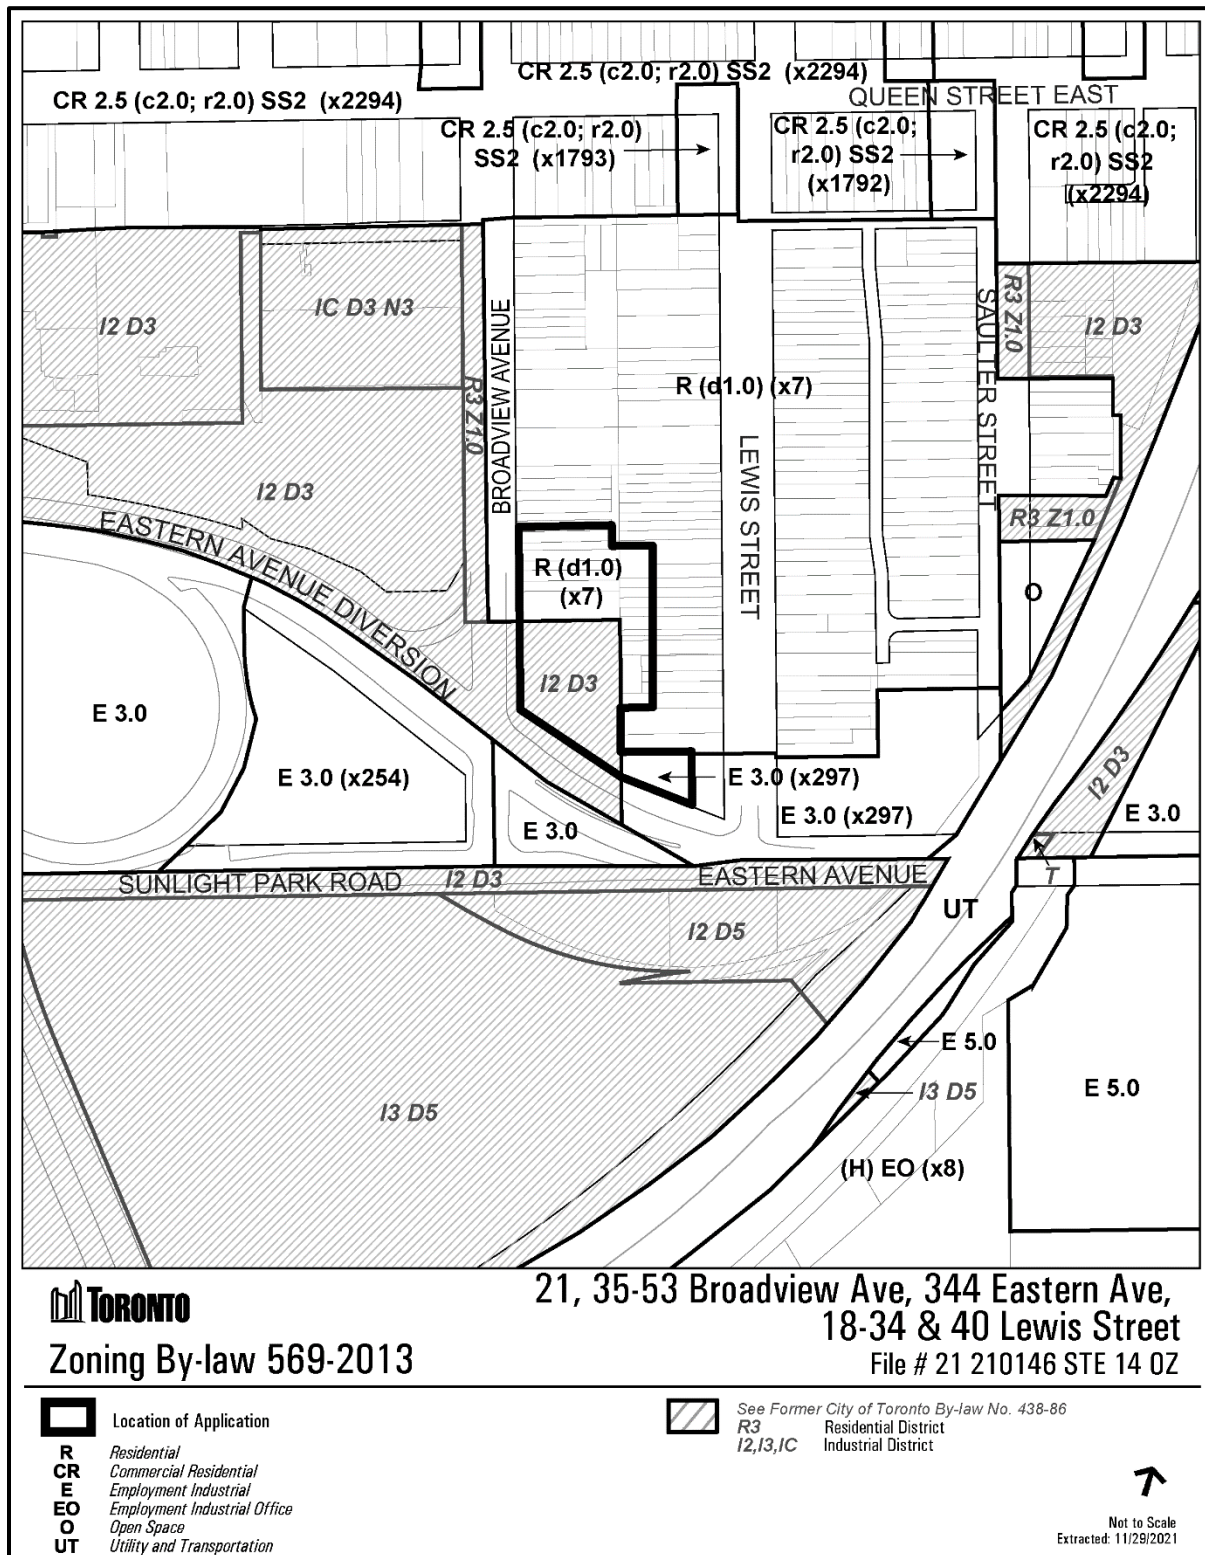 CR 2.5 (c2.0; r2.0) SS2 (x2294)
CR 2.5 (c2.0; r2.0) SS2 (x2294)
QUEEN STREET EAST
CR 2.5 (c2.0; r2.0)
SS2 (x1793)
CR 2.5 (c2.0;
r2.0) SS2
(x1792)
CR 2.5 (c2.0;
r2.0) SS2
(x2294)
I2 D3
IC D3 N3
R3 Z1.0
BROADVIEW AVENUE
R (d1.0) (x7)
LEWIS STREET
SAULTER STREET
R3 Z1.0
I2 D3
I2 D3
R3 Z1.0
EASTERN AVENUE DIVERSION
R (d1.0)
(x7)
O
I2 D3
E 3.0
E 3.0 (x254)
E 3.0 (x297)
E 3.0
E 3.0 (x297)
I2 D3
E 3.0
SUNLIGHT PARK ROAD
I2 D3
EASTERN AVENUE
T
UT
I2 D5
E 5.0
I3 D5
E 5.0
I3 D5
(H) EO (x8)
TORONTO
Zoning By-law 569-2013
21, 35-53 Broadview Ave, 344 Eastern Ave,
18-34 & 40 Lewis Street
File # 21 210146 STE 14 OZ
Location of Application
R Residential
CR Commercial Residential
E Employment Industrial
EO Employment Industrial Office
O Open Space
UT Utility and Transportation
See Former City of Toronto By-law No. 438-86
R3 Residential District
I2,I3,IC Industrial District
Not to Scale
Extracted: 11/29/2021